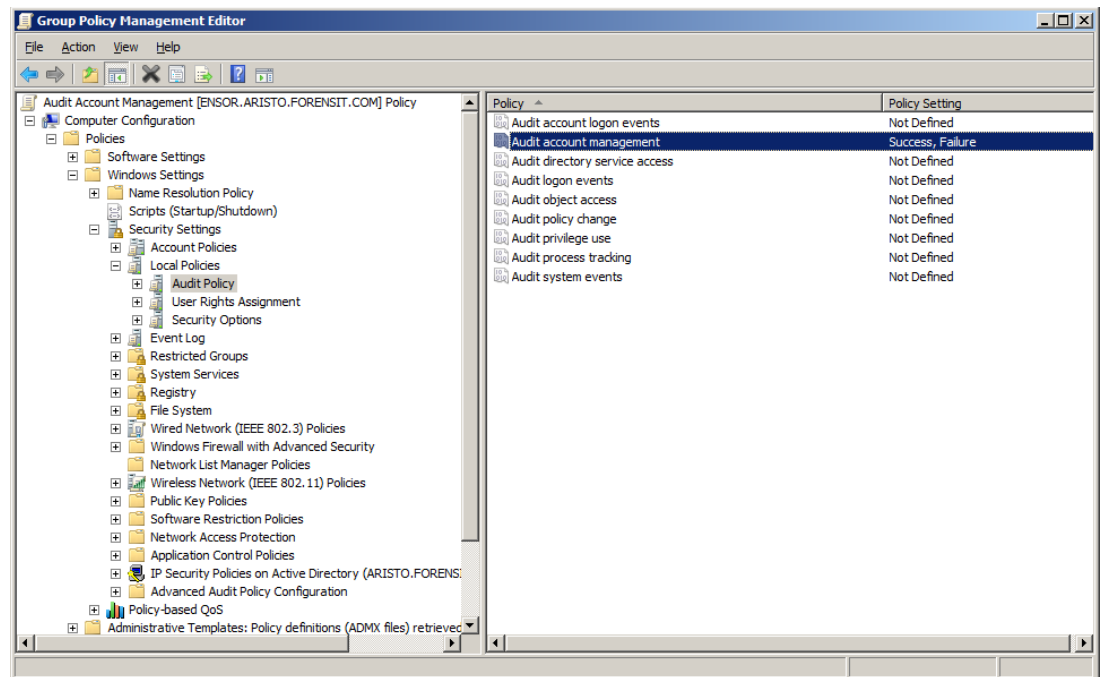 Group Policy Management Editor
File Action View Help
Audit Account Management [ENSOR.ARISTO.FORENSIT.COM] Policy
Computer Configuration
Policies
Software Settings
Windows Settings
Name Resolution Policy
Scripts (Startup/Shutdown)
Security Settings
Account Policies
Local Policies
Audit Policy
User Rights Assignment
Security Options
Event Log
Restricted Groups
System Services
Registry
File System
Wired Network (IEEE 802.3) Policies
Windows Firewall with Advanced Security
Network List Manager Policies
Wireless Network (IEEE 802.11) Policies
Public Key Policies
Software Restriction Policies
Network Access Protection
Application Control Policies
IP Security Policies on Active Directory (ARISTO.FORENS
Advanced Audit Policy Configuration
Policy-based QoS
Administrative Templates: Policy definitions (ADMX files) retrieved
Policy Policy Setting
Audit account logon events Not Defined
Audit account management Success, Failure
Audit directory service access Not Defined
Audit logon events Not Defined
Audit object access Not Defined
Audit policy change Not Defined
Audit privilege use Not Defined
Audit process tracking Not Defined
Audit system events Not Defined